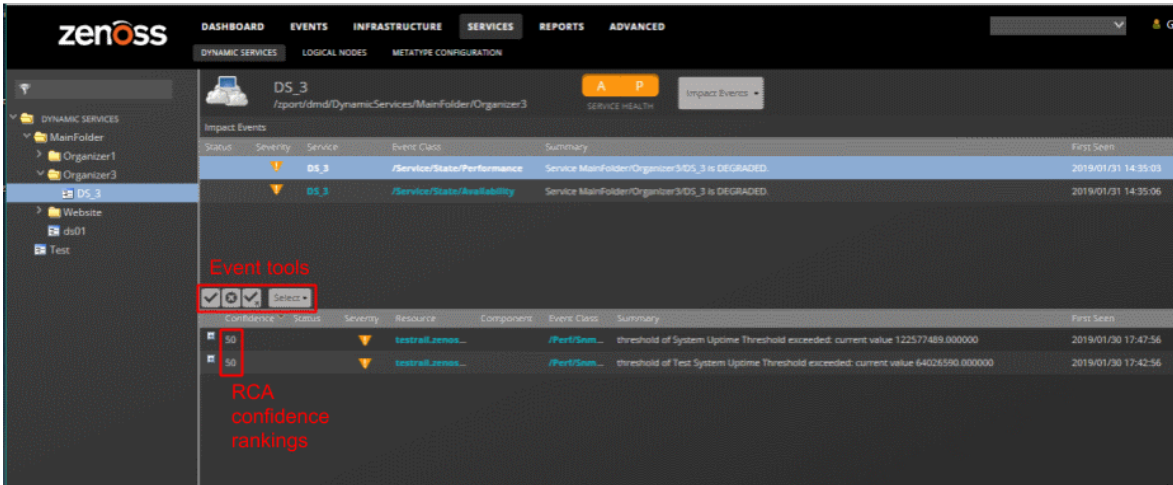 zenoss
DASHBOARD EVENTS INFRASTRUCTURE SERVICES REPORTS ADVANCED
G
DYNAMIC SERVICES LOGICAL NODES METATYPE CONFIGURATION
DS_3
/zport/dmd/DynamicServices/MainFolder/Organizer3
A P
SERVICE HEALTH
Impact Events
DYNAMIC SERVICES
MainFolder
Organizer1
Organizer3
DS_3
Website
ds01
Test
Impact Events
Status Severity Service Event Class Summary First Seen
DS_3 /Service/State/Performance Service MainFolder/Organizer3/DS_3 is DEGRADED. 2019/01/31 14:35:03
DS_3 /Service/State/Availability Service MainFolder/Organizer3/DS_3 is DEGRADED. 2019/01/31 14:35:06
Event tools
Select
Confidence Status Severity Resource Component Event Class Summary First Seen
50 testrail.zenos... /Perf/Snm... threshold of System Uptime Threshold exceeded: current value 122577489.000000 2019/01/30 17:47:56
50 testrail.zenos... /Perf/Snm... threshold of Test System Uptime Threshold exceeded: current value 64026590.000000 2019/01/30 17:42:56
RCA
confidence
rankings